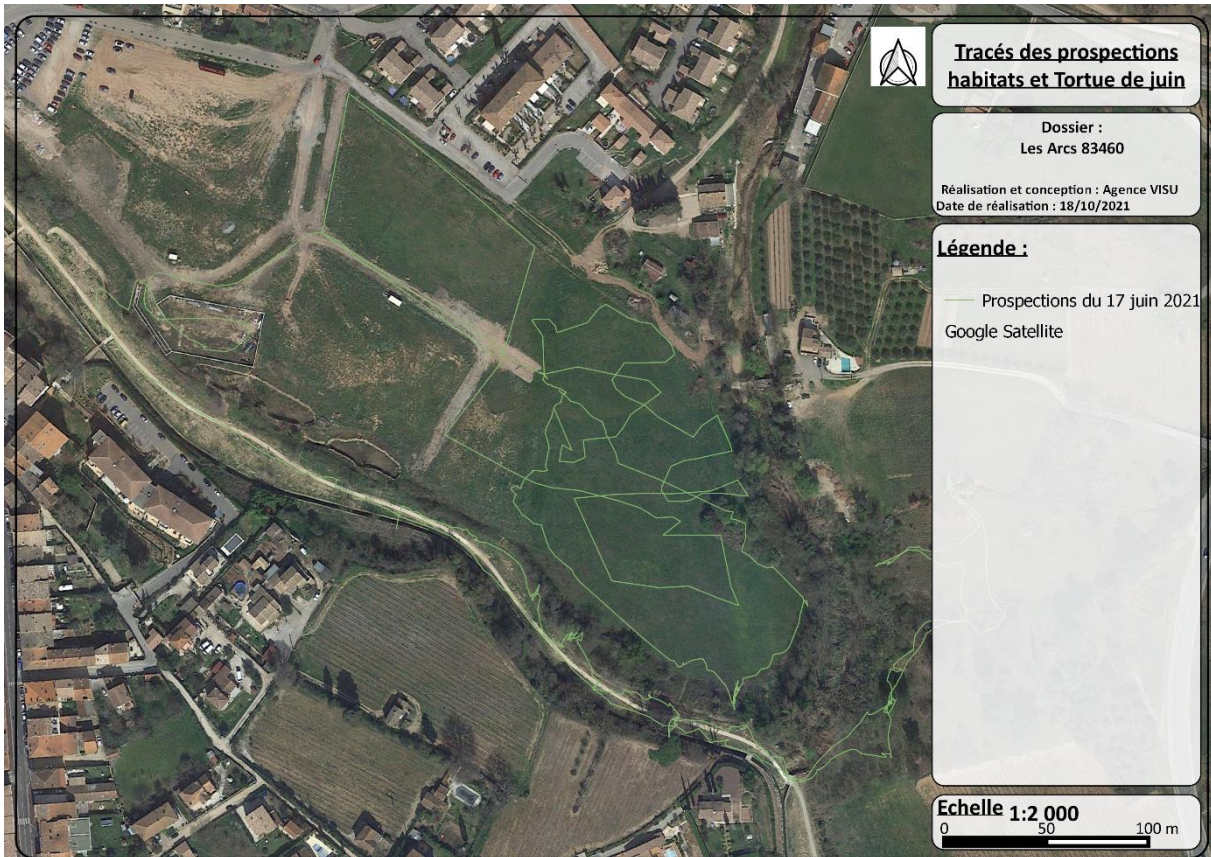 Tracés des prospections
habitats et Tortue de juin
Dossier :
Les Arcs 83460
Réalisation et conception : Agence VISU
Date de réalisation : 18/10/2021
Légende :
Prospections du 17 juin 2021
Google Satellite
Echelle 1:2 000
0 50 100 m